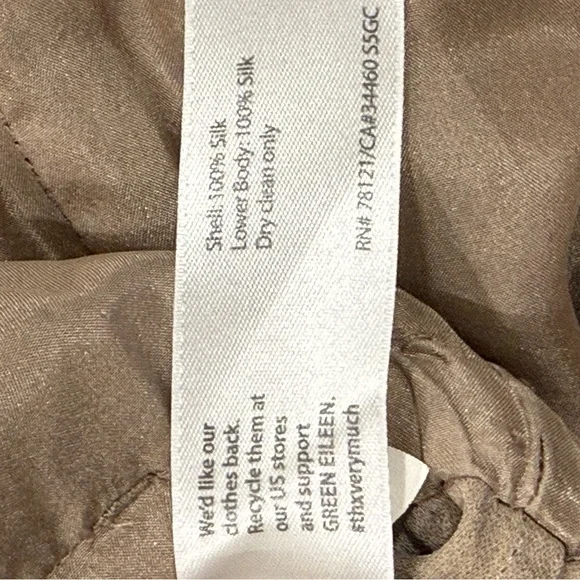 We'd like our
clothes back.
Recycle them at
our US stores
and support
GREEN EILEEN.
#thxverymuch
Shell: 100% Silk
Lower Body: 100% Silk
Dry clean only
RN# 78121/CA#34460 S5GC